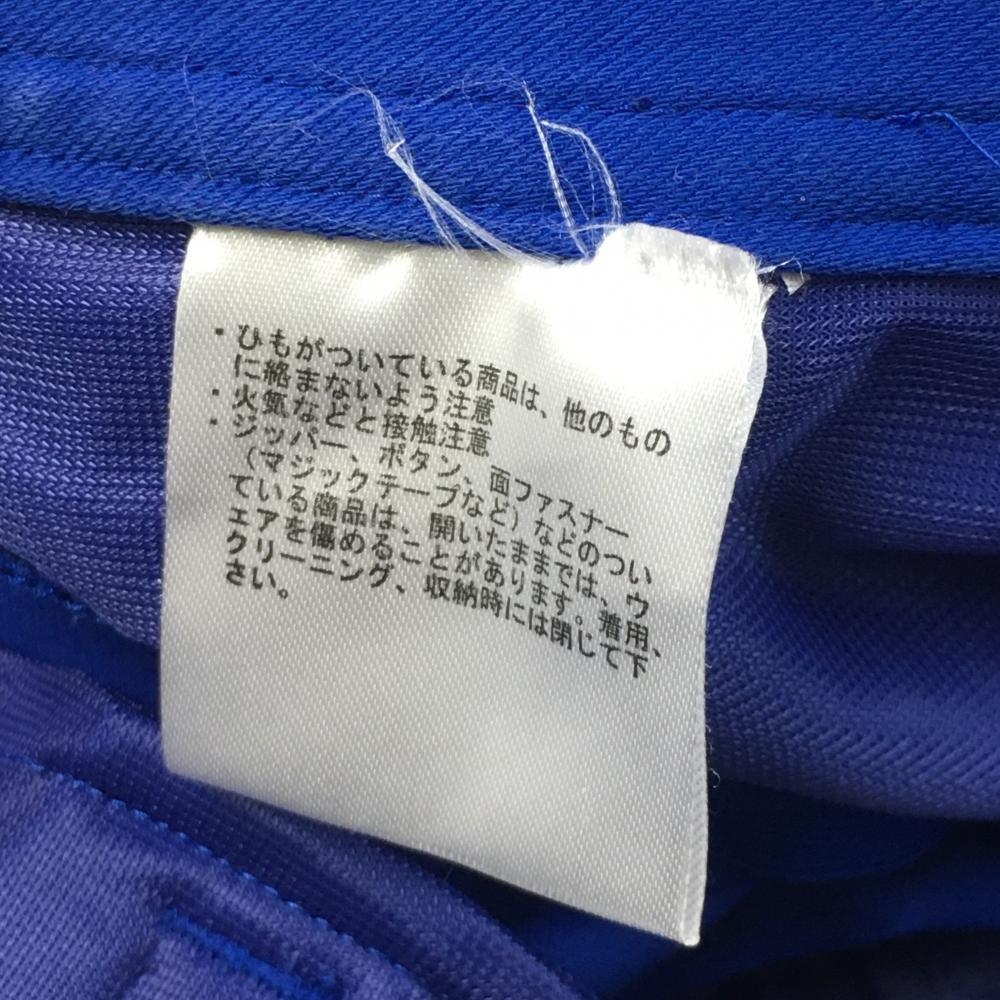 ・ひもがついている商品は、他のもの
に絡まないよう注意
・火気などと接触注意
・ジッパー、ボタン、面ファスナー
（マジックテープなど）などのつい
ている商品は、開いたままでは、ウ
ェアを傷めることがあります。着用、
クリーニング、収納時には閉じて下
さい。